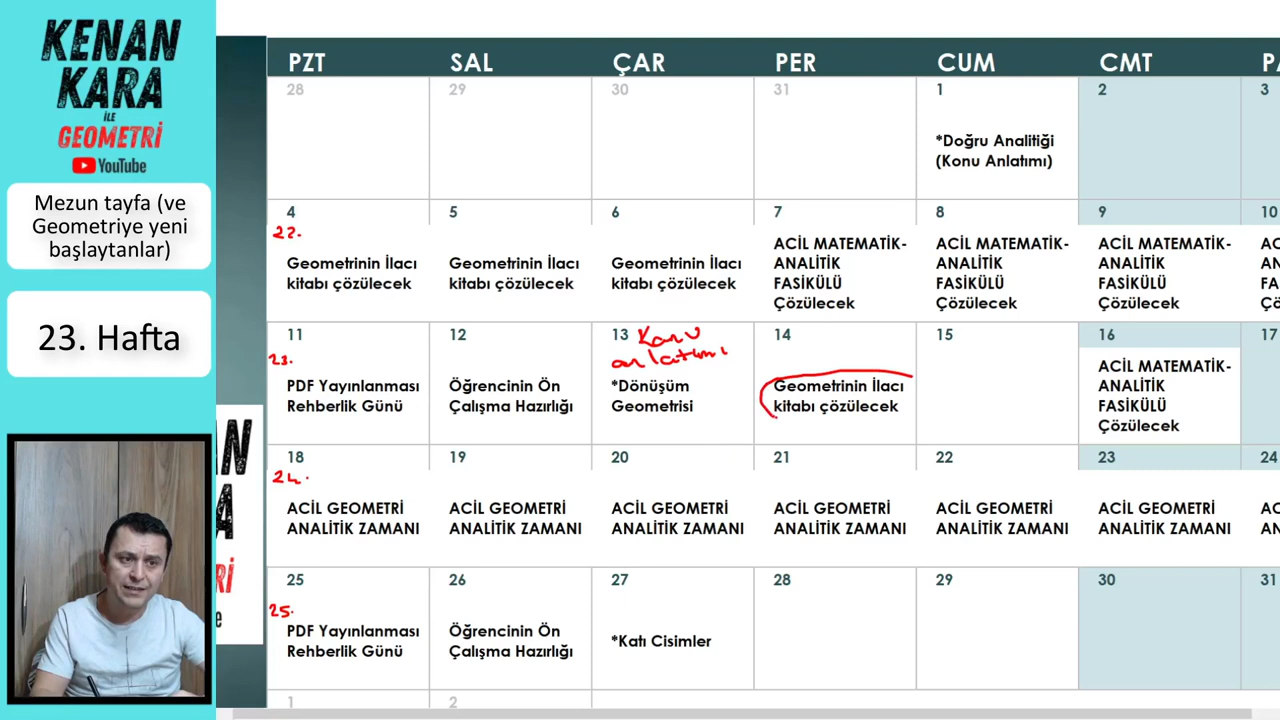 KENAN
KARA
İLE
GEOMETRİ
YouTube
Mezun tayfa (ve
Geometriye yeni
başlaytanlar)
23. Hafta
PZT SAL ÇAR PER CUM CMT
28 29 30 31 1 2 3
*Doğru Analitiği
(Konu Anlatımı)
4 5 6 7 8 9 10
22.
Geometrinin İlacı
kitabı çözülecek
Geometrinin İlacı
kitabı çözülecek
Geometrinin İlacı
kitabı çözülecek
ACİL MATEMATİK-
ANALİTİK
FASİKÜLÜ
Çözülecek
ACİL MATEMATİK-
ANALİTİK
FASİKÜLÜ
Çözülecek
ACİL MATEMATİK-
ANALİTİK
FASİKÜLÜ
Çözülecek
11 12 13 14 15 16 17
23.
PDF Yayınlanması
Rehberlik Günü
Öğrencinin Ön
Çalışma Hazırlığı
Konu
anlatımı
*Dönüşüm
Geometrisi
Geometrinin İlacı
kitabı çözülecek
ACİL MATEMATİK-
ANALİTİK
FASİKÜLÜ
Çözülecek
18 19 20 21 22 23 24
24.
ACİL GEOMETRİ
ANALİTİK ZAMANI
ACİL GEOMETRİ
ANALİTİK ZAMANI
ACİL GEOMETRİ
ANALİTİK ZAMANI
ACİL GEOMETRİ
ANALİTİK ZAMANI
ACİL GEOMETRİ
ANALİTİK ZAMANI
ACİL GEOMETRİ
ANALİTİK ZAMANI
25 26 27 28 29 30 31
25.
PDF Yayınlanması
Rehberlik Günü
Öğrencinin Ön
Çalışma Hazırlığı
*Katı Cisimler
1 2